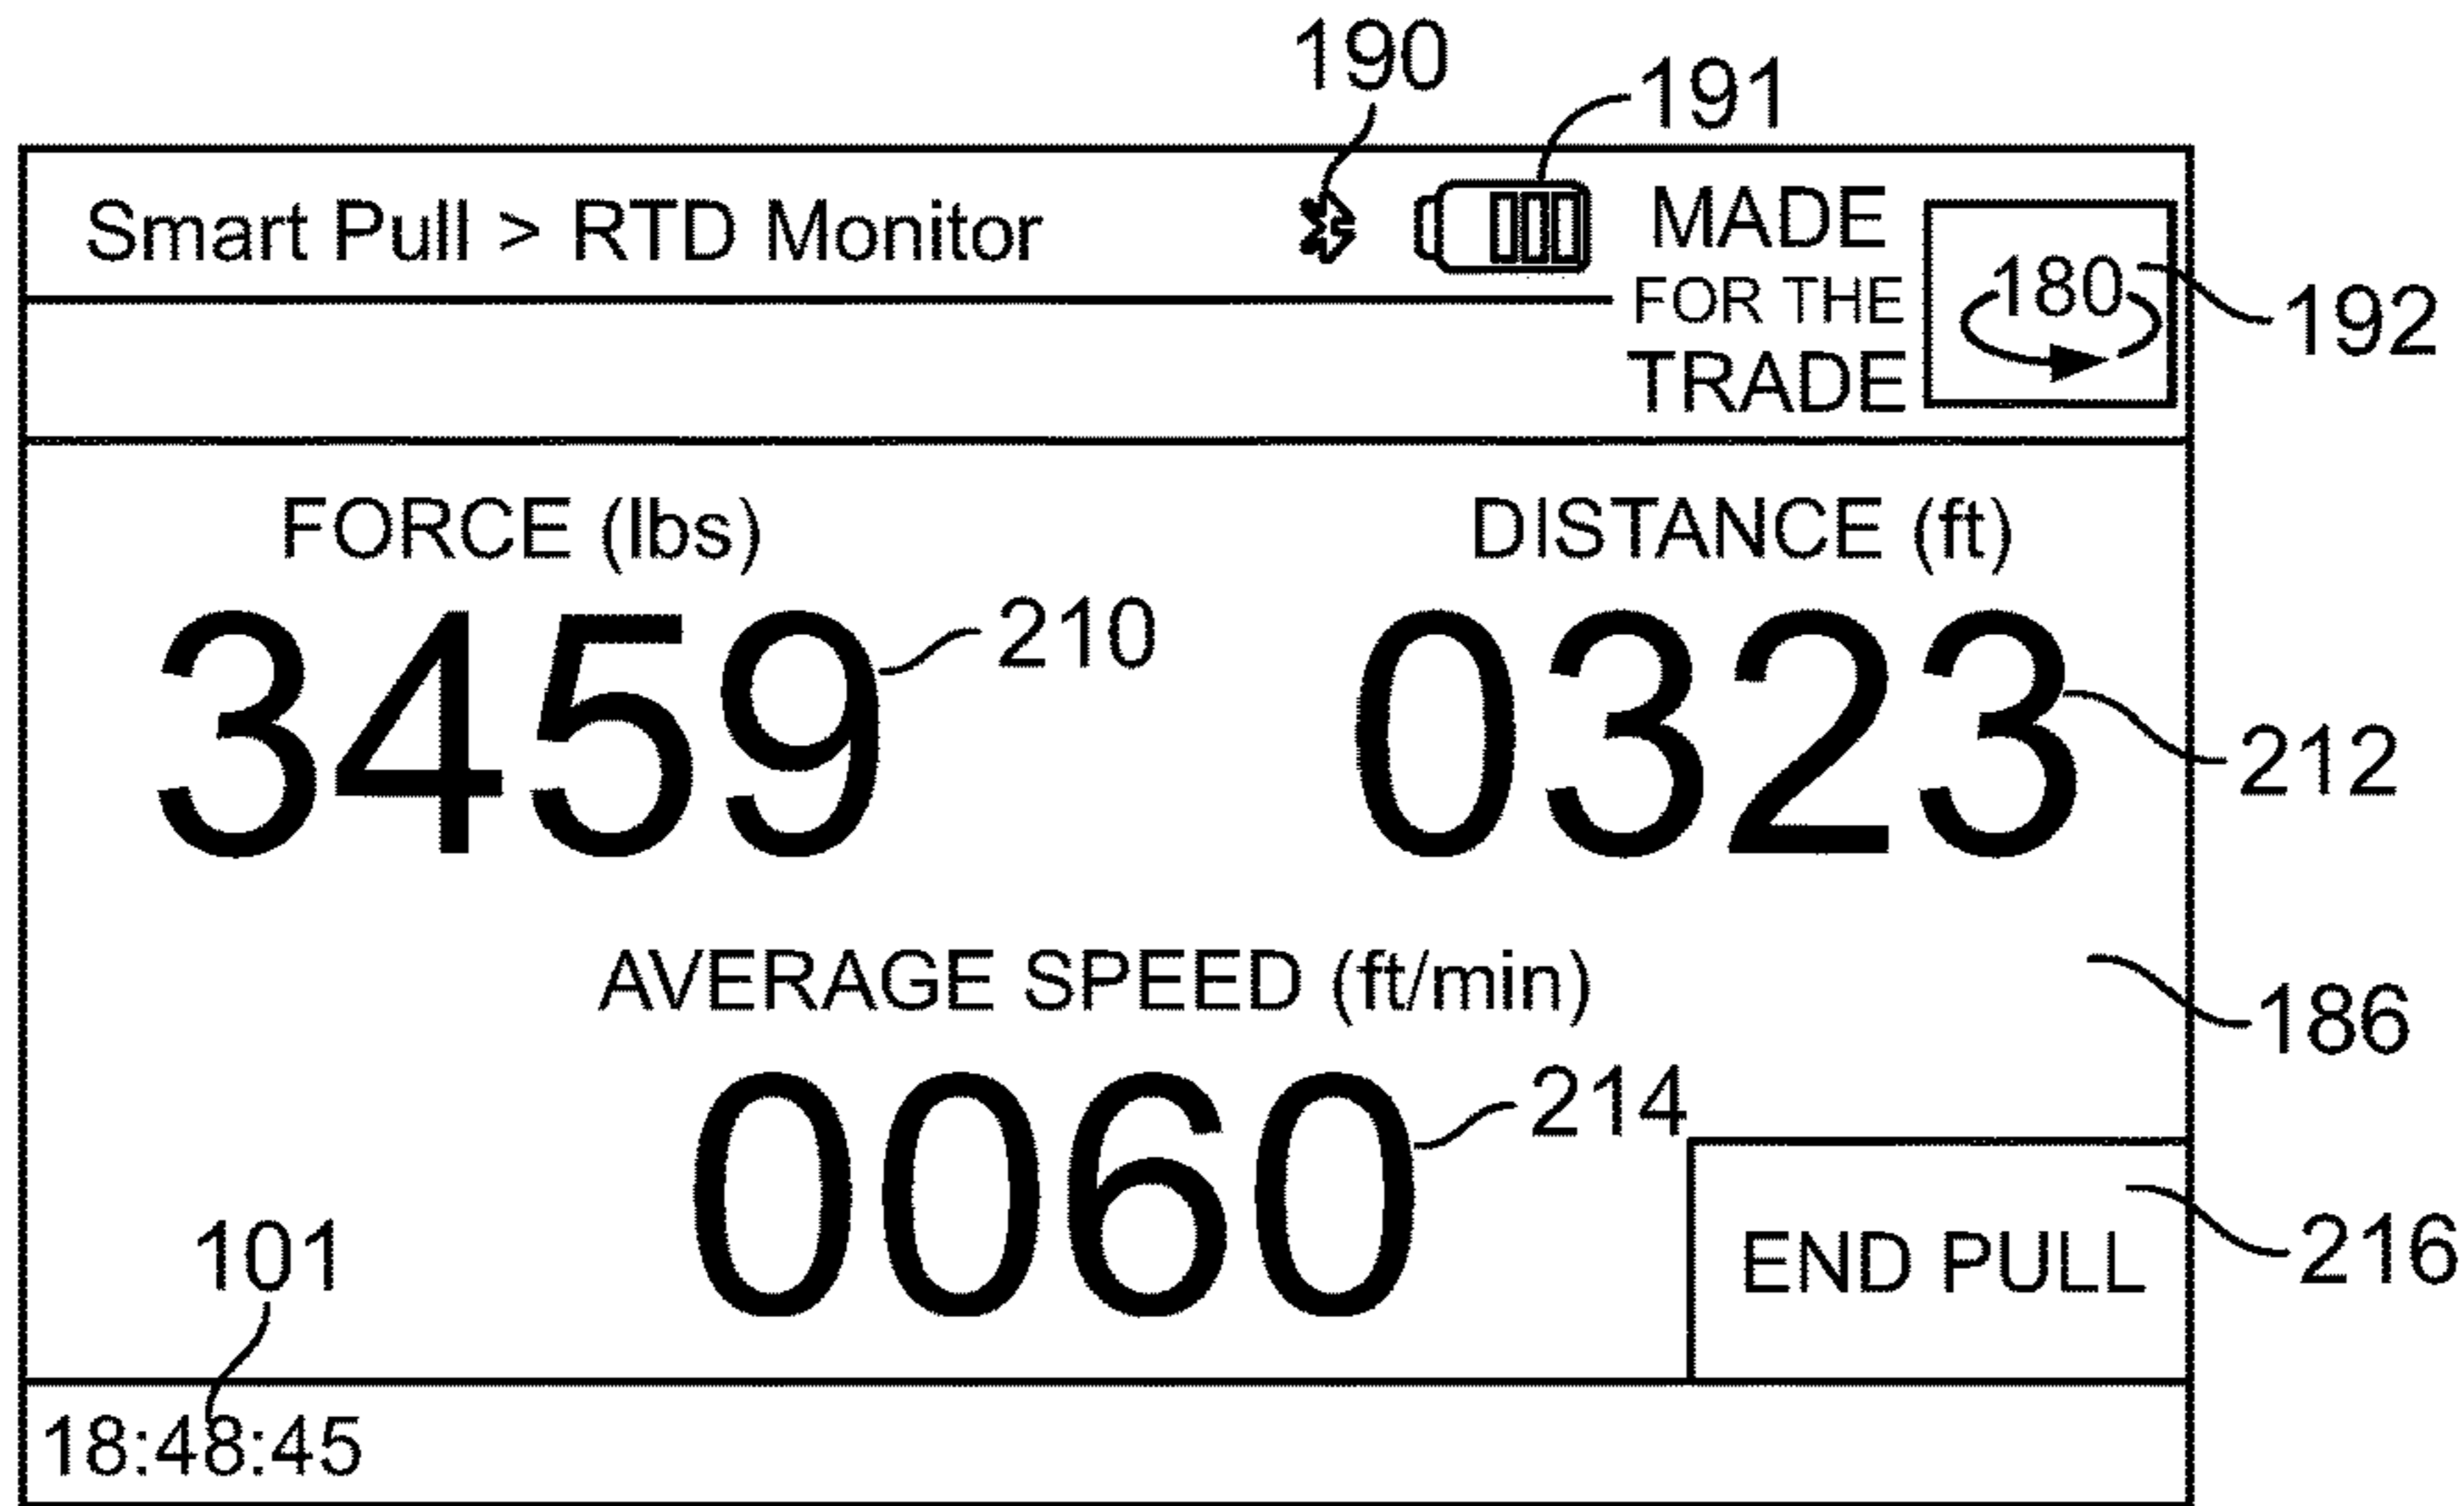 190
191
Smart Pull > RTD Monitor
MADE
FOR THE
TRADE
180
192
FORCE (lbs)
DISTANCE (ft)
3459
210
0323
212
AVERAGE SPEED (ft/min)
186
0060
214
101
END PULL
216
18:48:45